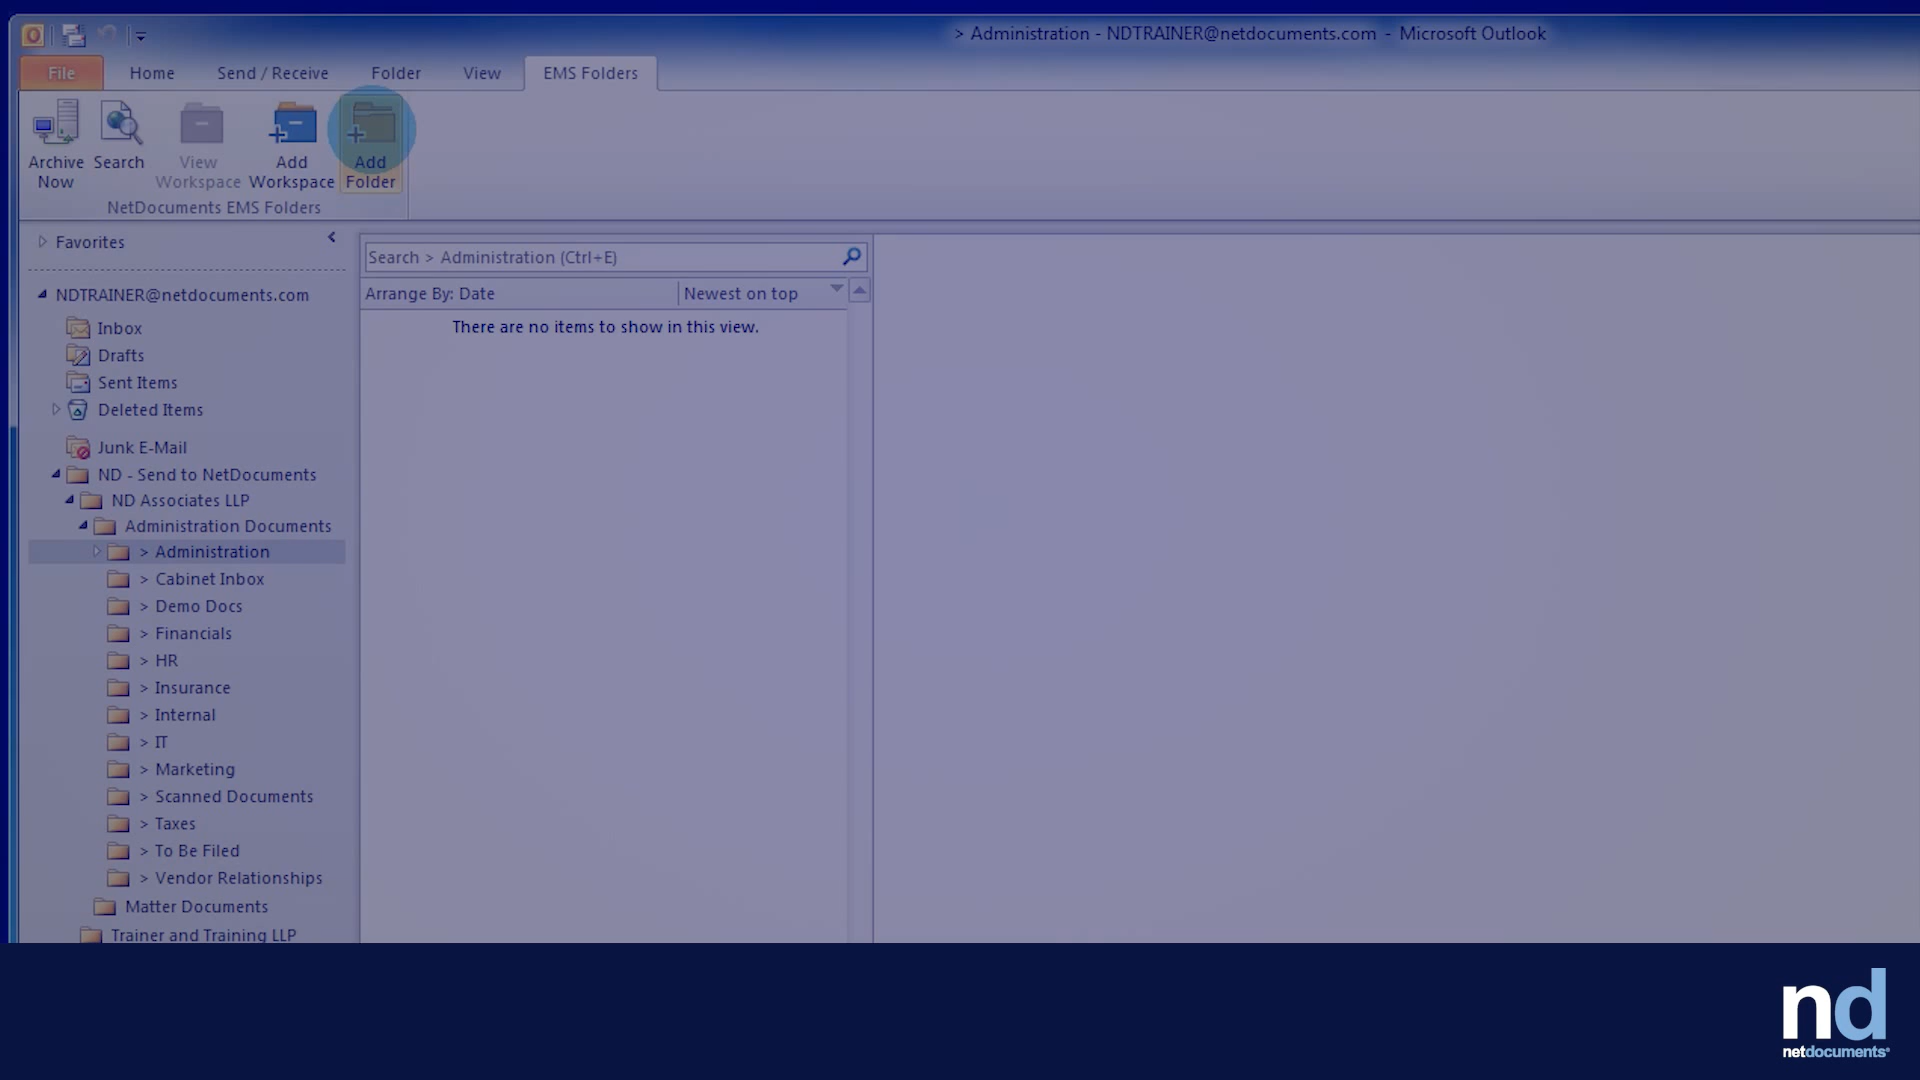 > Administration - NDTRAINER@netdocuments.com - Microsoft Outlook
File Home Send / Receive Folder View EMS Folders
Archive Now
Search
View Workspace
Add Workspace
Add Folder
NetDocuments EMS Folders
Favorites
NDTRAINER@netdocuments.com
Inbox
Drafts
Sent Items
Deleted Items
Junk E-Mail
ND - Send to NetDocuments
ND Associates LLP
Administration Documents
> Administration
> Cabinet Inbox
> Demo Docs
> Financials
> HR
> Insurance
> Internal
> IT
> Marketing
> Scanned Documents
> Taxes
> To Be Filed
> Vendor Relationships
Matter Documents
Trainer and Training LLP
Search > Administration (Ctrl+E)
Arrange By: Date Newest on top
There are no items to show in this view.
nd
netdocuments®